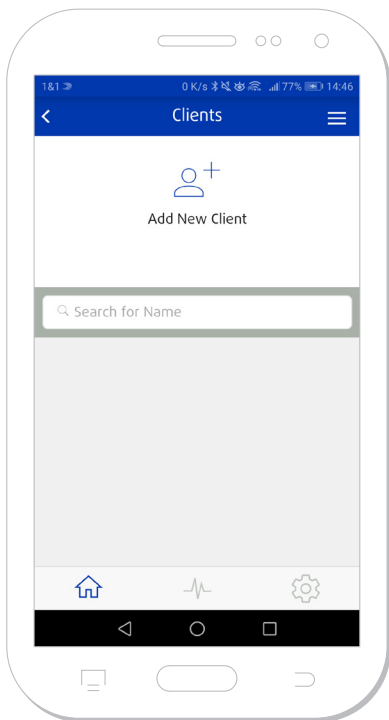 1&1
0 K/s 77% 14:46
Clients
Add New Client
Search for Name